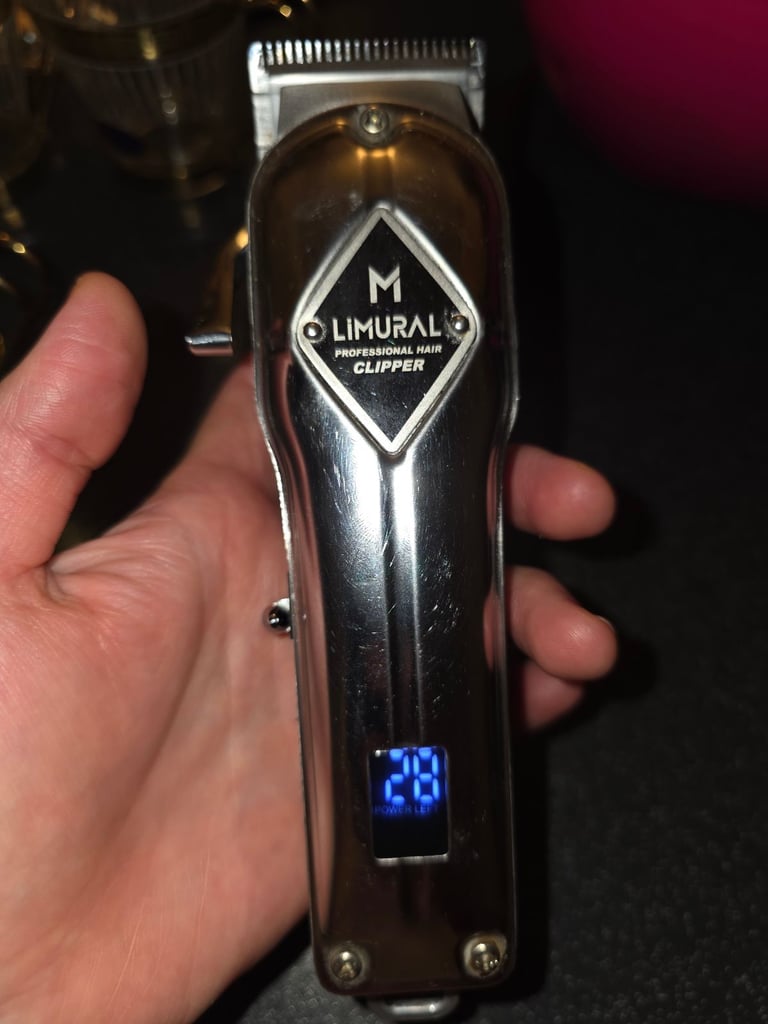 M
LiMURAL
PROFESSIONAL HAIR
CLIPPER
28
POWER LEFT